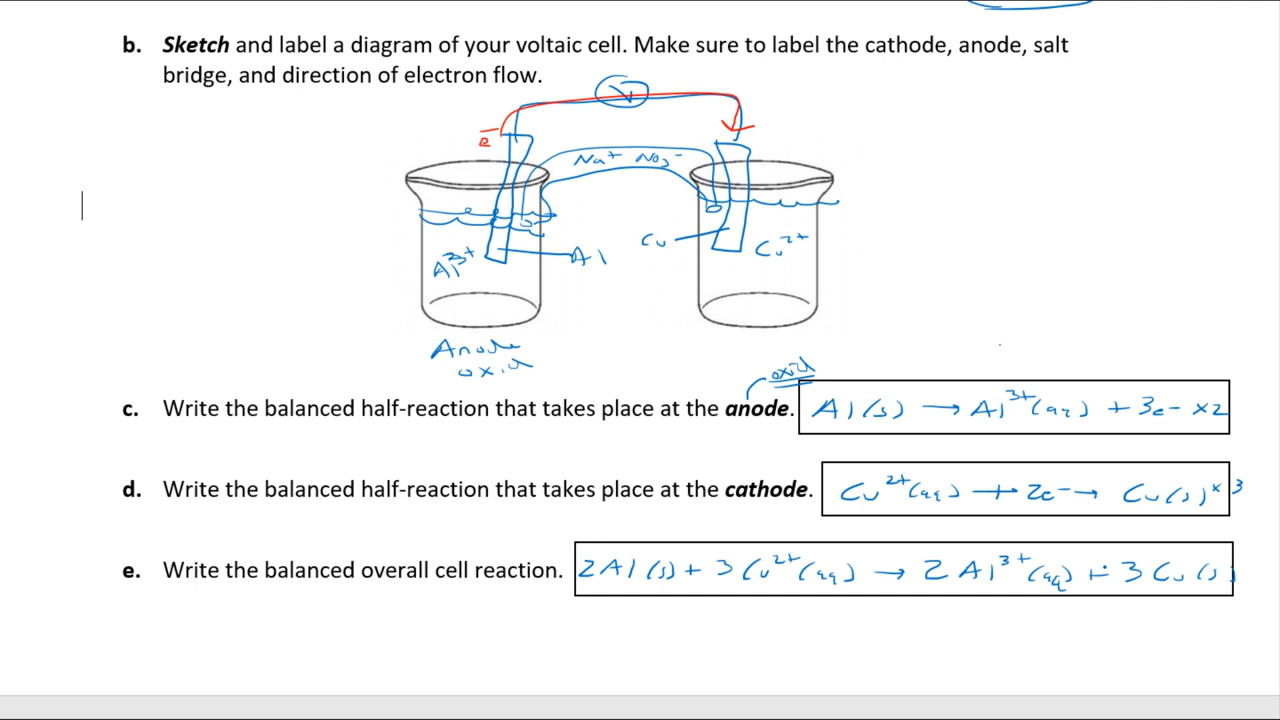 b. Sketch and label a diagram of your voltaic cell. Make sure to label the cathode, anode, salt
bridge, and direction of electron flow.
V
e-
Na+ NO3-
Cu
Cu2+
Al3+
Al
Anode
oxid
oxid
c. Write the balanced half-reaction that takes place at the anode. Al(s) → Al3+(aq) + 3e- x2
d. Write the balanced half-reaction that takes place at the cathode. Cu2+(aq) + 2e- → Cu(s) x 3
e. Write the balanced overall cell reaction. 2Al(s) + 3Cu2+(aq) → 2Al3+(aq) + 3Cu(s)